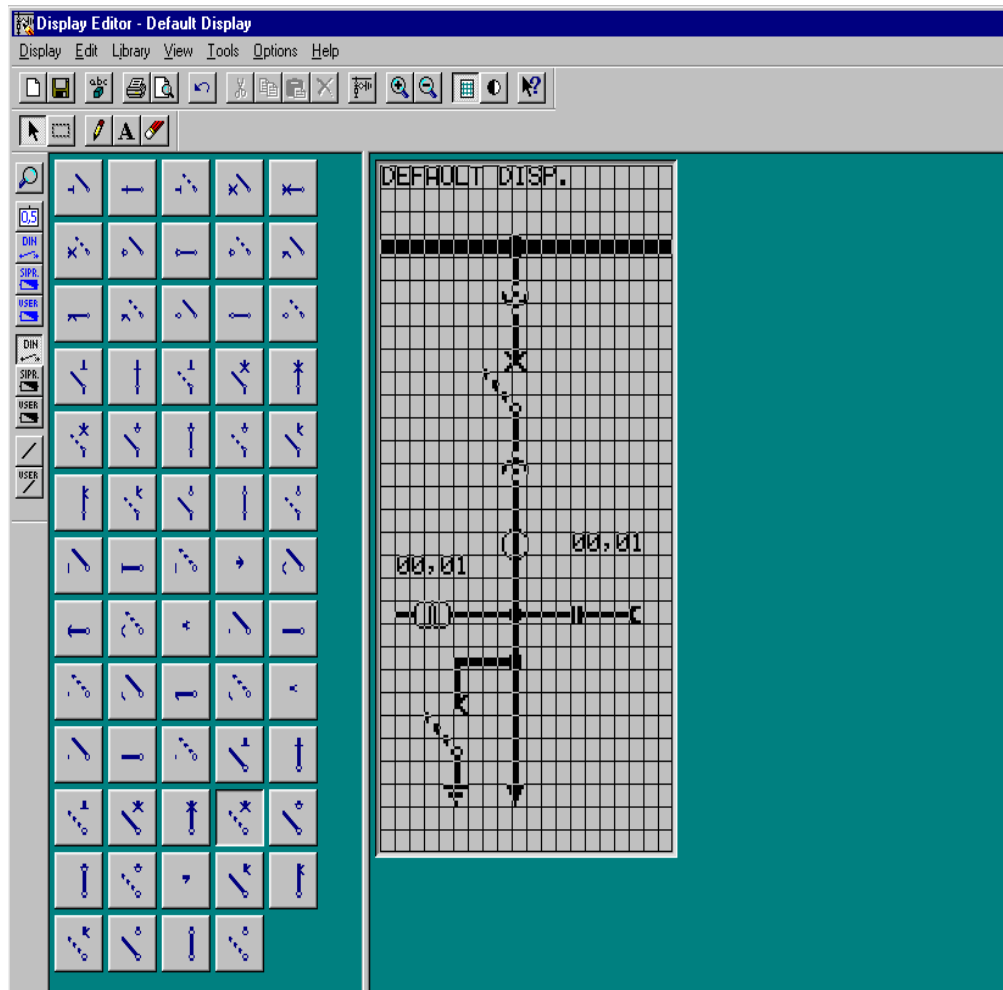 Display Editor - Default Display
Display Edit Library View Tools Options Help
abc
A
0,5
DIN
SIPR.
USER
DIN
SIPR.
USER
USER
DEFAULT DISP.
00,01
00,01